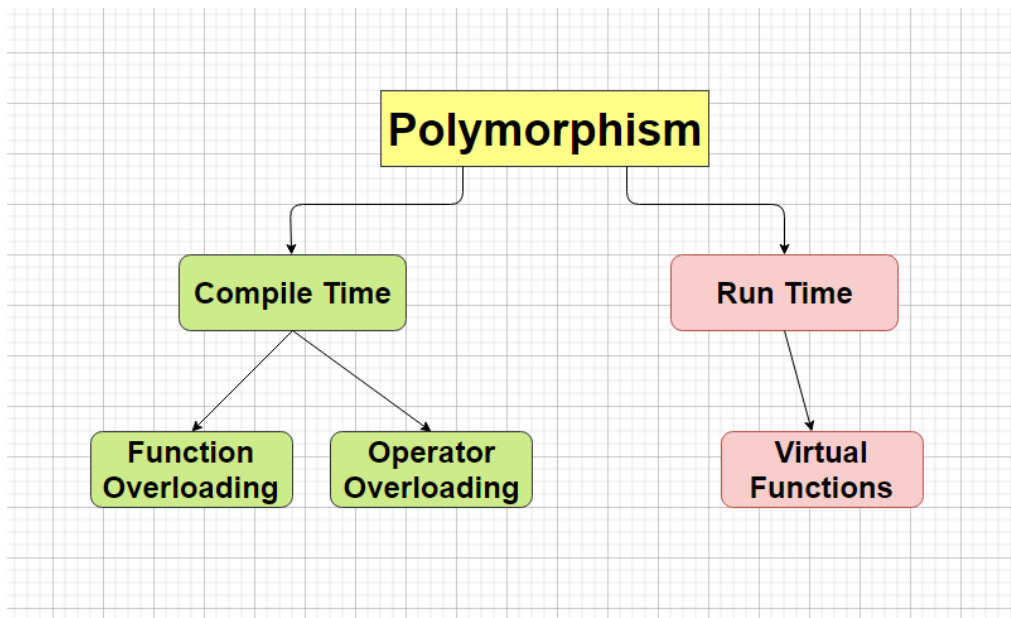 Polymorphism
Compile Time
Run Time
Function
Overloading
Operator
Overloading
Virtual
Functions